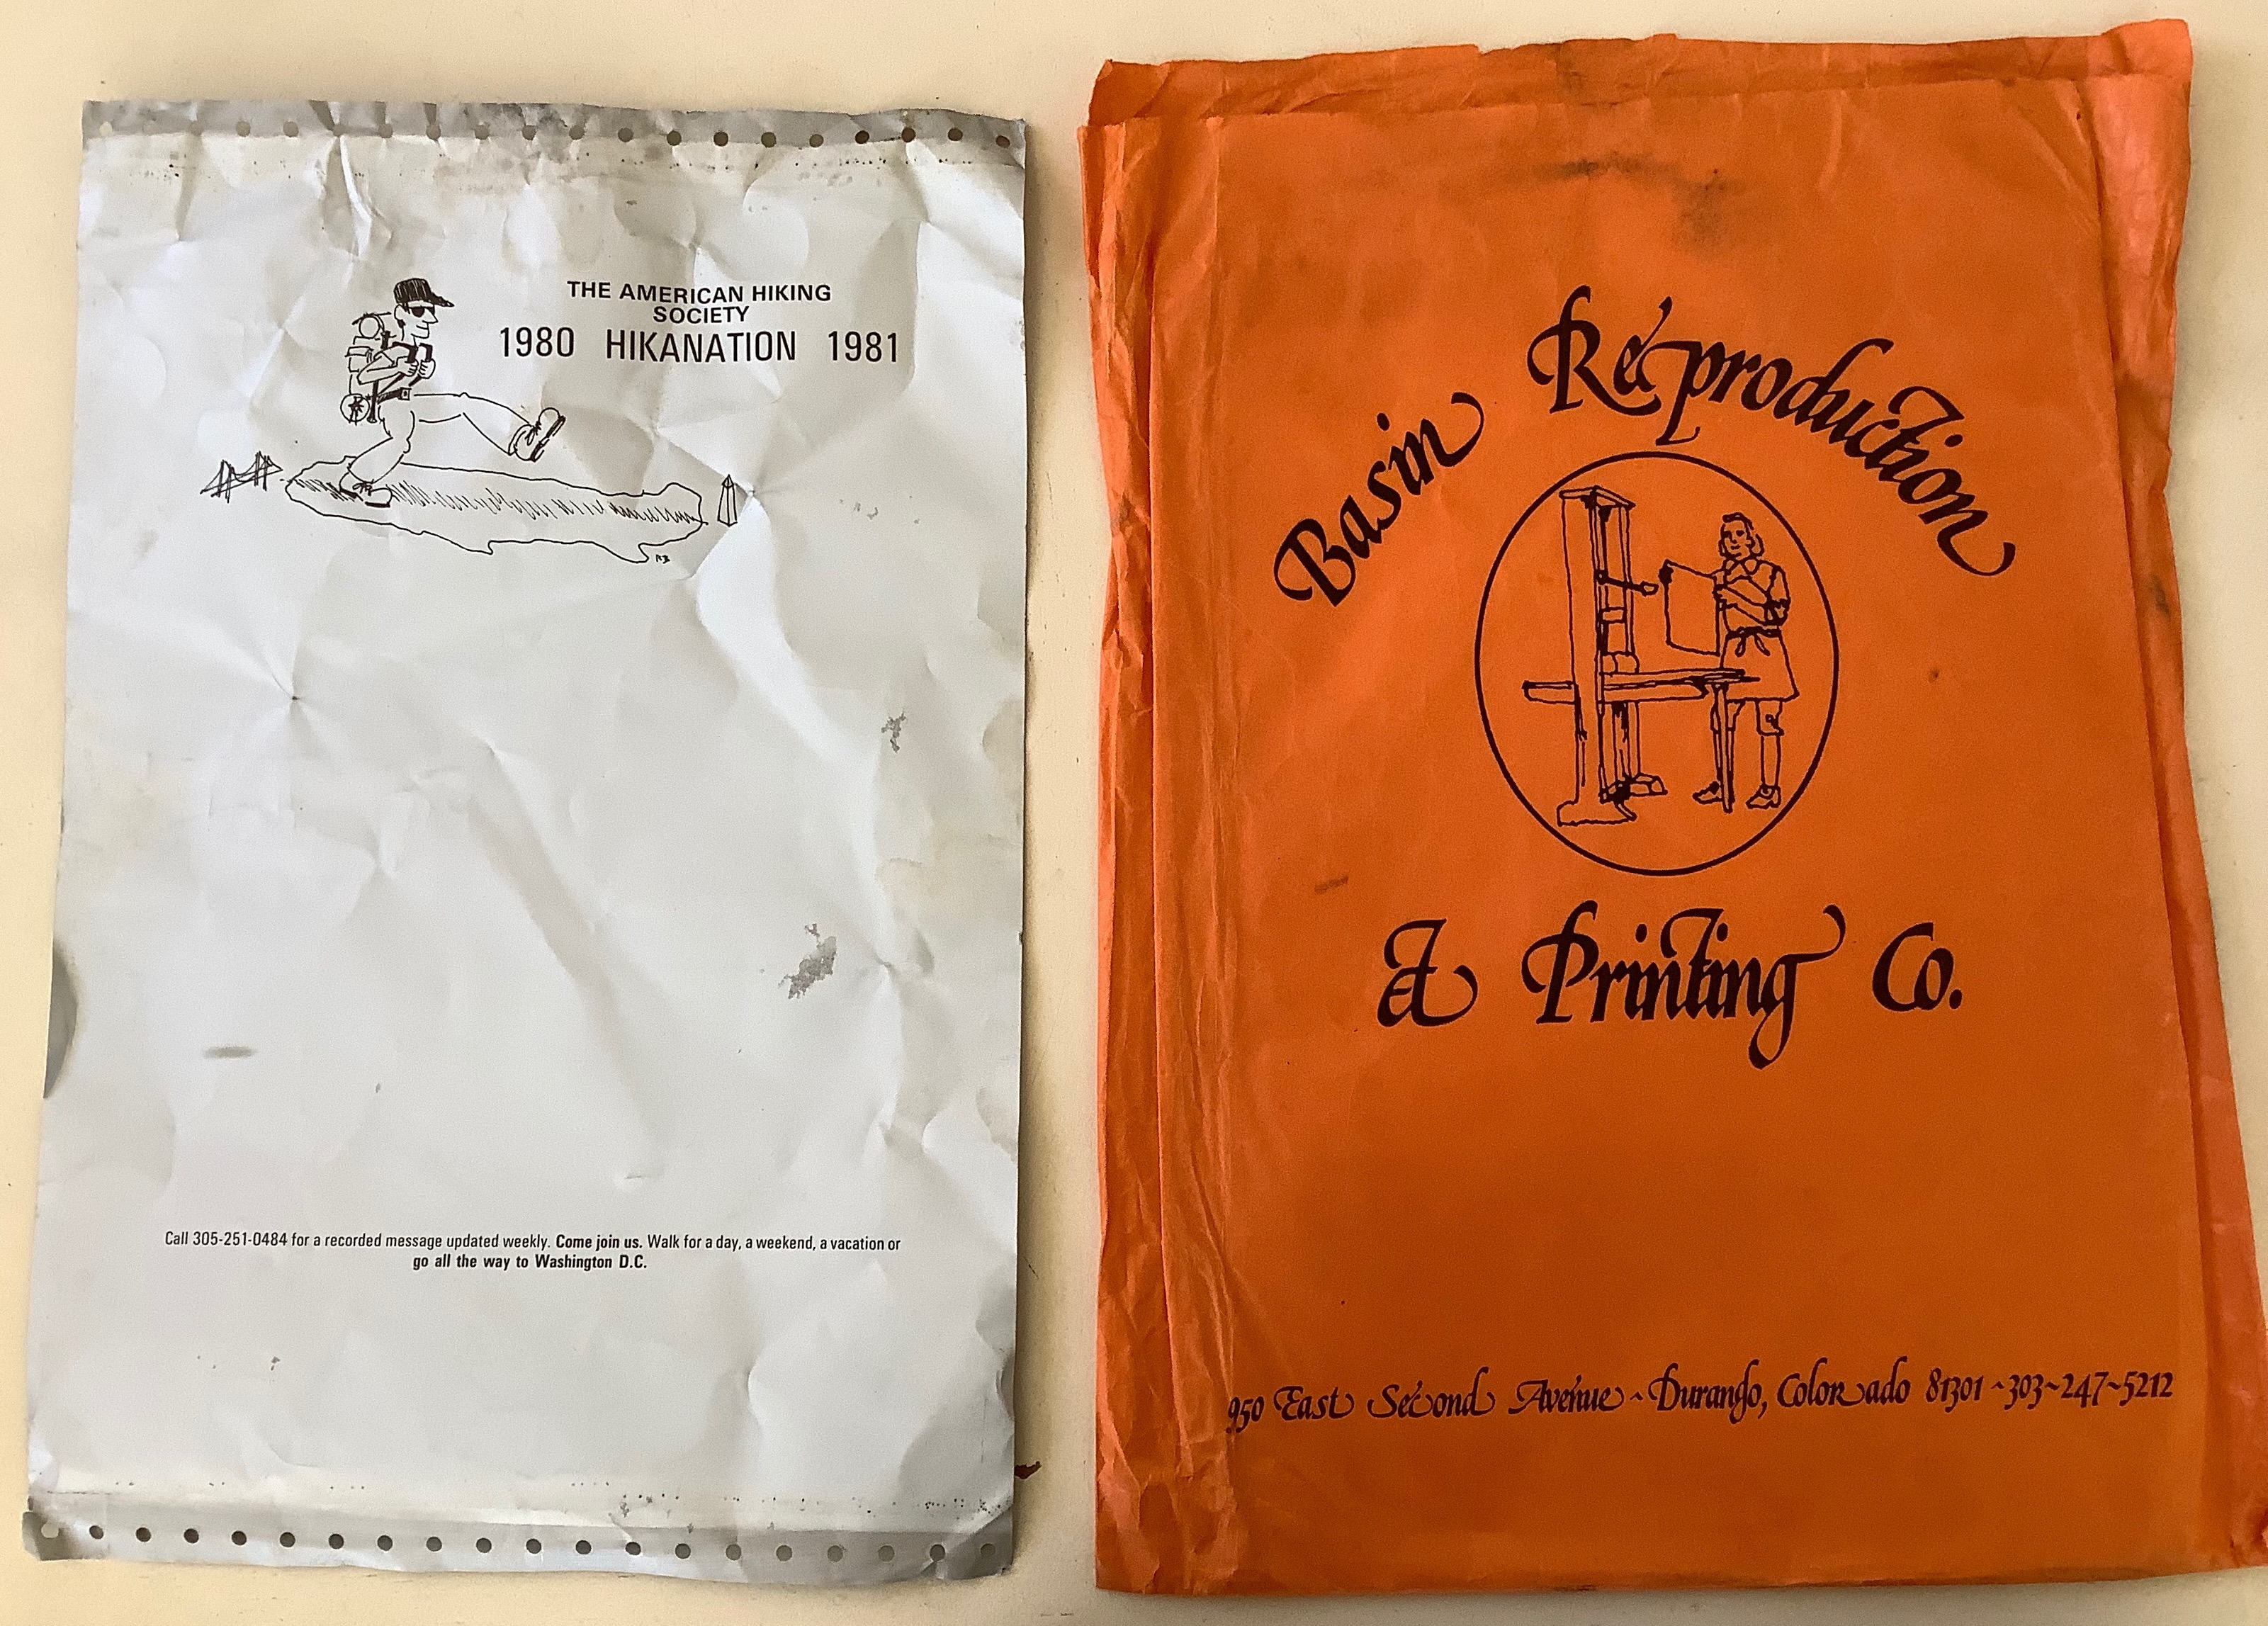 THE AMERICAN HIKING
SOCIETY
1980 HIKANATION 1981
RB
Call 305-251-0484 for a recorded message updated weekly. Come join us. Walk for a day, a weekend, a vacation or
go all the way to Washington D.C.
Basin Reproduction
& Printing Co.
950 East Second Avenue ~ Durango, Colorado 81301 ~303~247~5212